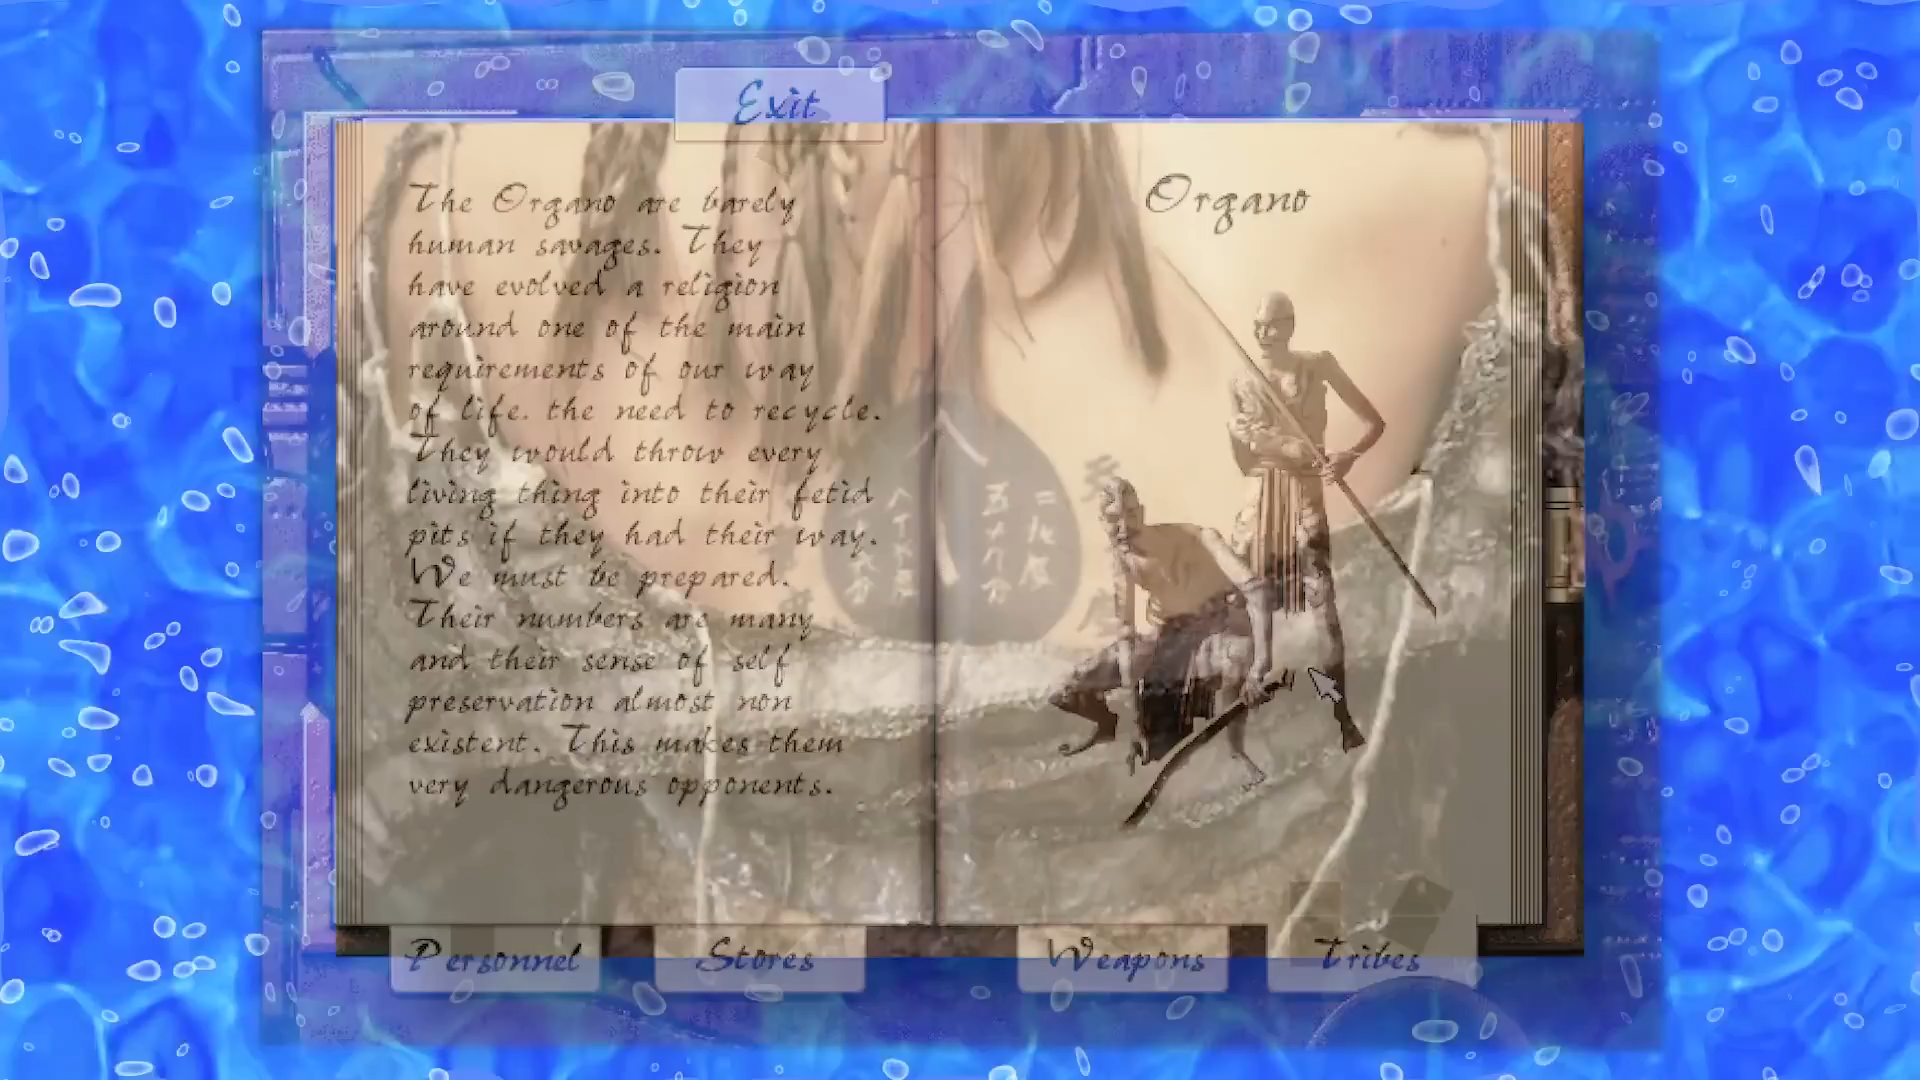 Exit
The Organo are barely
human savages. They
have evolved a religion
around one of the main
requirements of our way
of life. the need to recycle.
They would throw every
living thing into their fetid
pits if they had their way.
We must be prepared.
Their numbers are many
and their sense of self
preservation almost non
existent. This makes them
very dangerous opponents.
Organo
Personnel
Stores
Weapons
Tribes